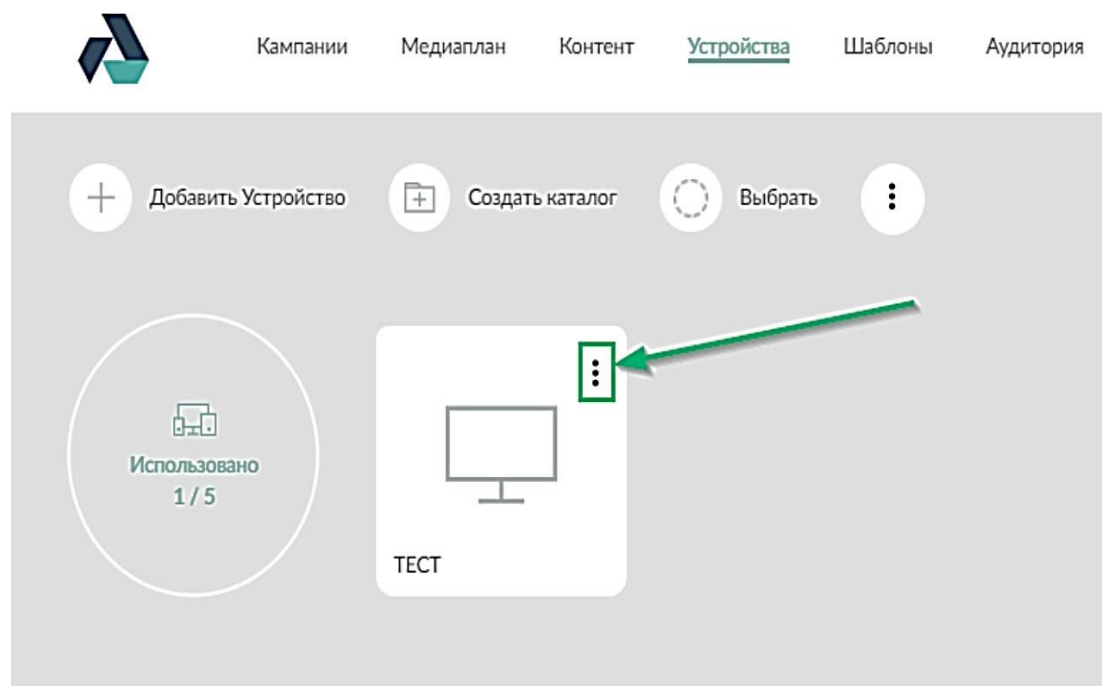 Кампании Медиаплан Контент Устройства Шаблоны Аудитория
Добавить Устройство Создать каталог Выбрать
Использовано
1 / 5
ТЕСТ